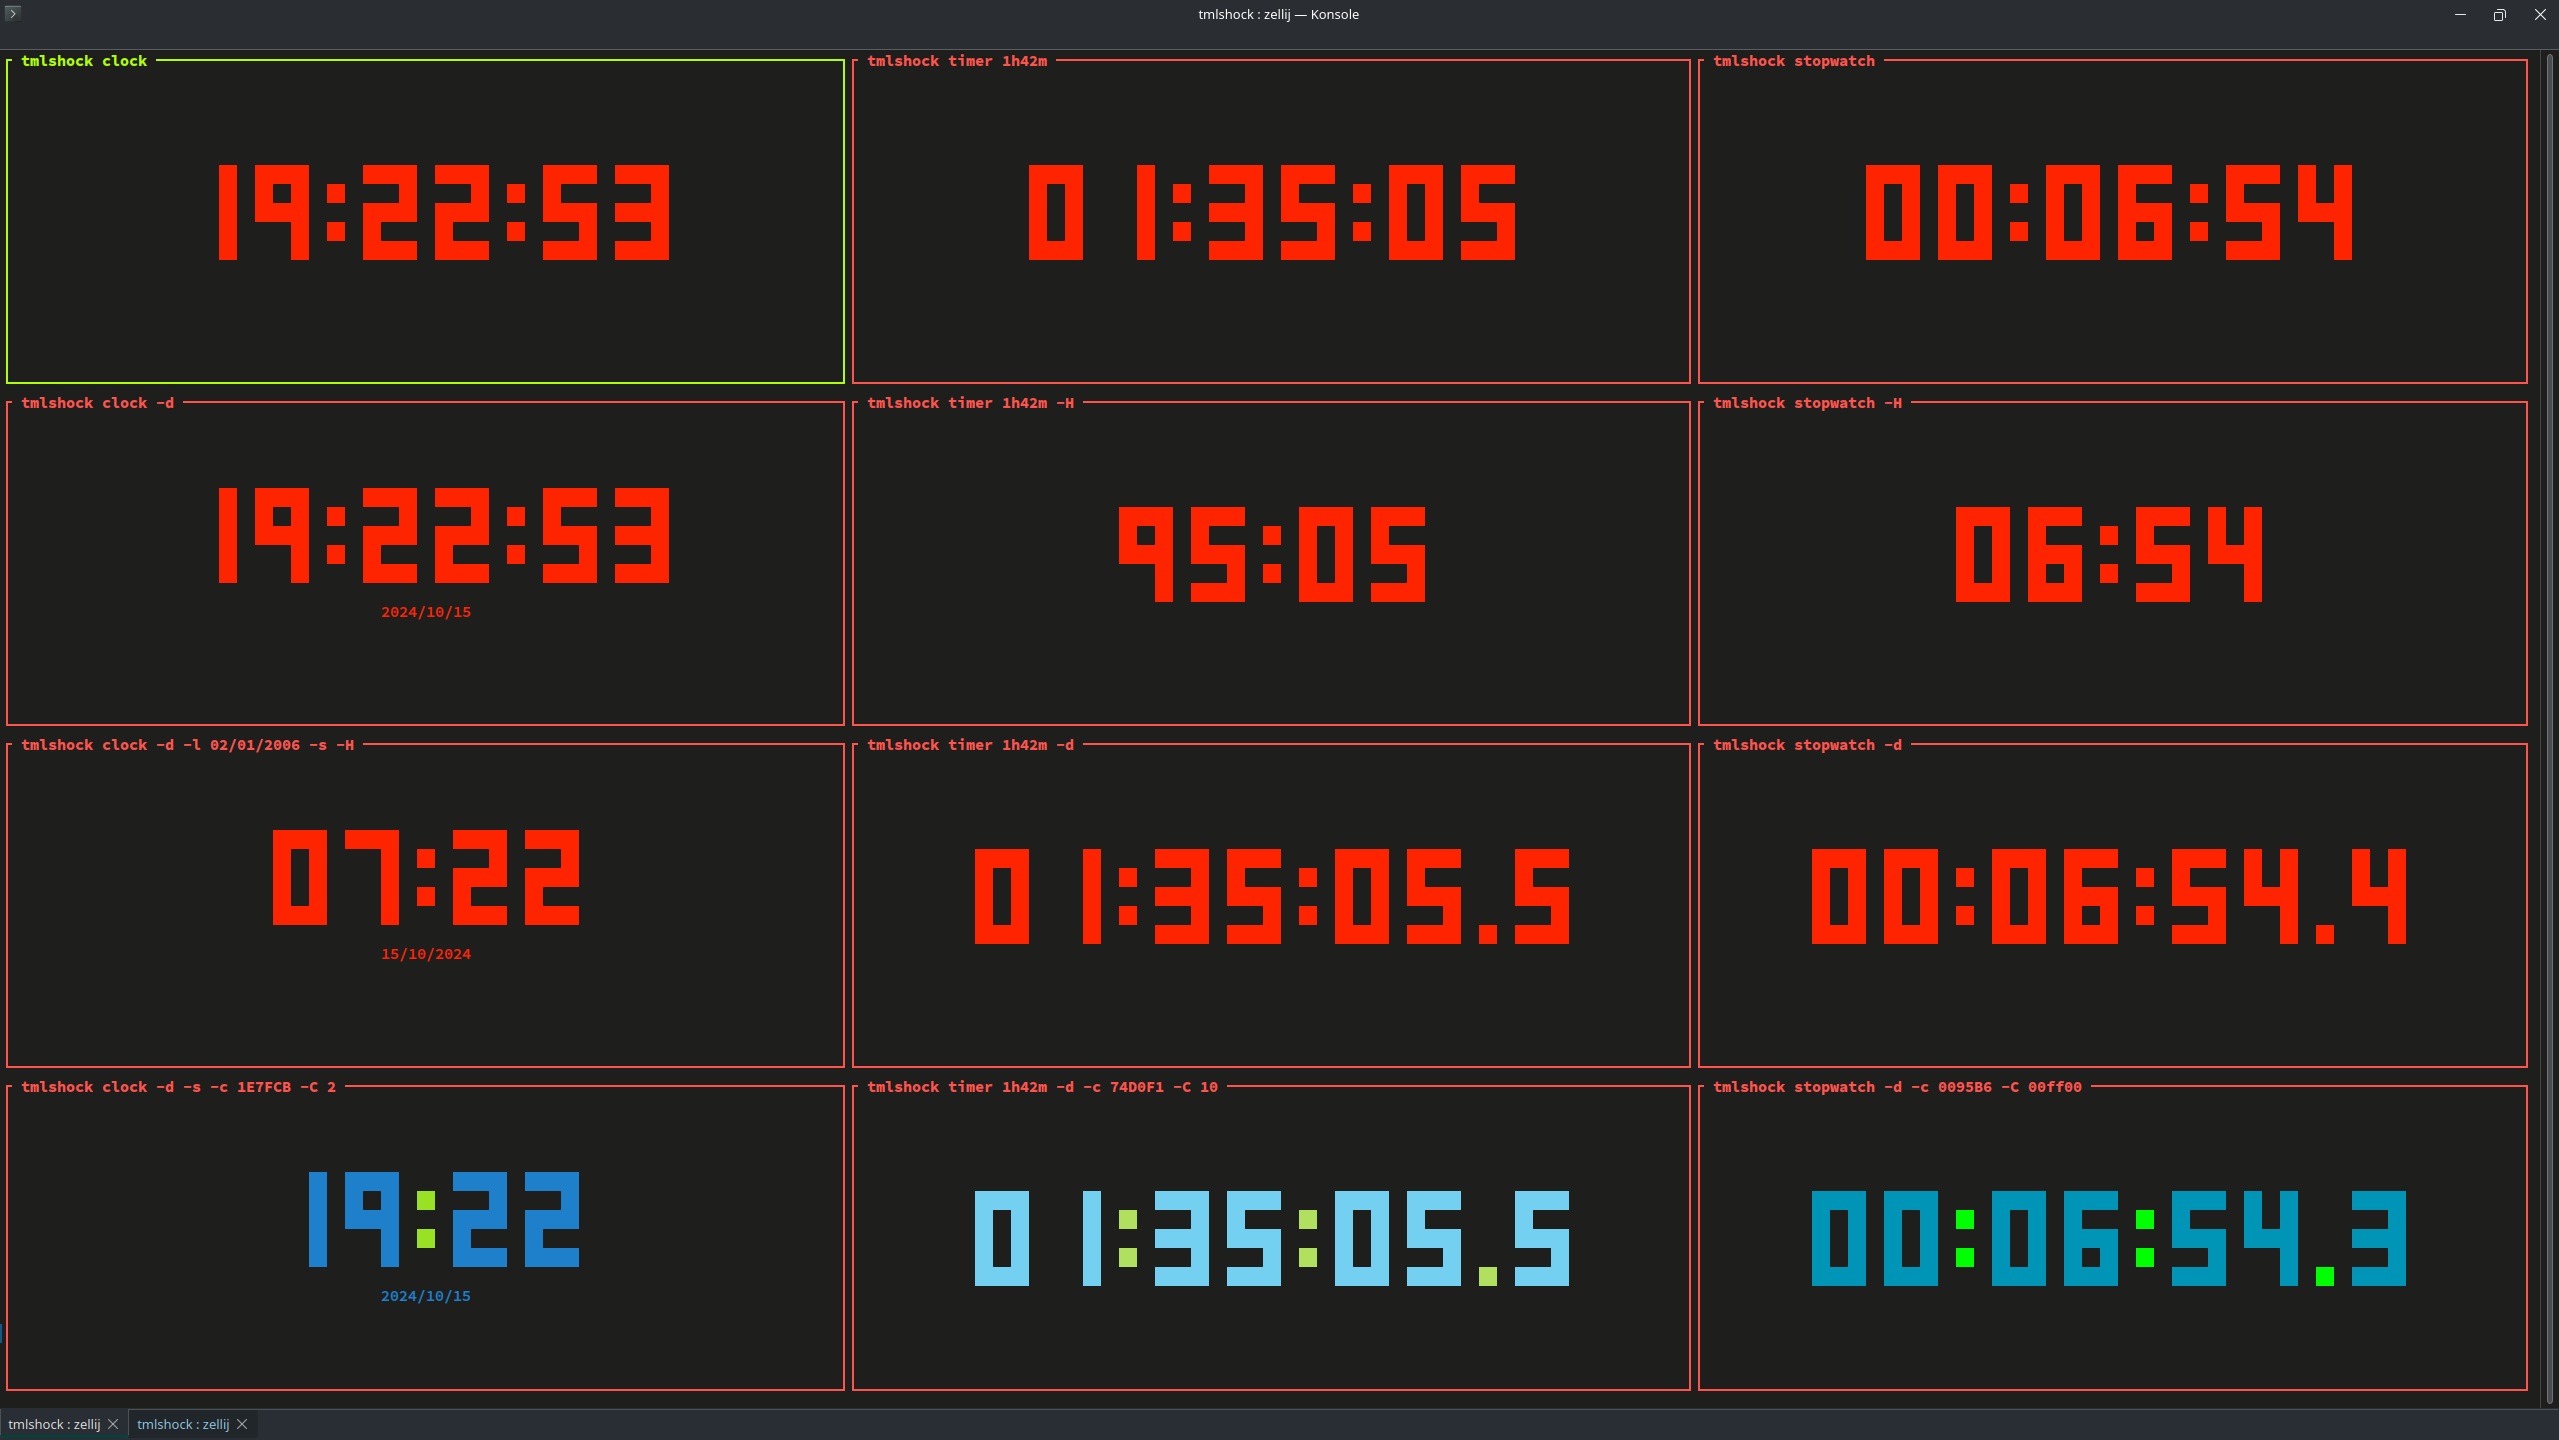 tmlshock : zellij — Konsole
tmlshock clock
19:22:53
tmlshock timer 1h42m
01:35:05
tmlshock stopwatch
00:06:54
tmlshock clock -d
19:22:53
2024/10/15
tmlshock timer 1h42m -H
95:05
tmlshock stopwatch -H
06:54
tmlshock clock -d -l 02/01/2006 -s -H
07:22
15/10/2024
tmlshock timer 1h42m -d
01:35:05.5
tmlshock stopwatch -d
00:06:54.4
tmlshock clock -d -s -c 1E7FCB -C 2
19:22
2024/10/15
tmlshock timer 1h42m -d -c 74D0F1 -C 10
01:35:05.5
tmlshock stopwatch -d -c 0095B6 -C 00ff00
00:06:54.3
tmlshock : zellij
tmlshock : zellij